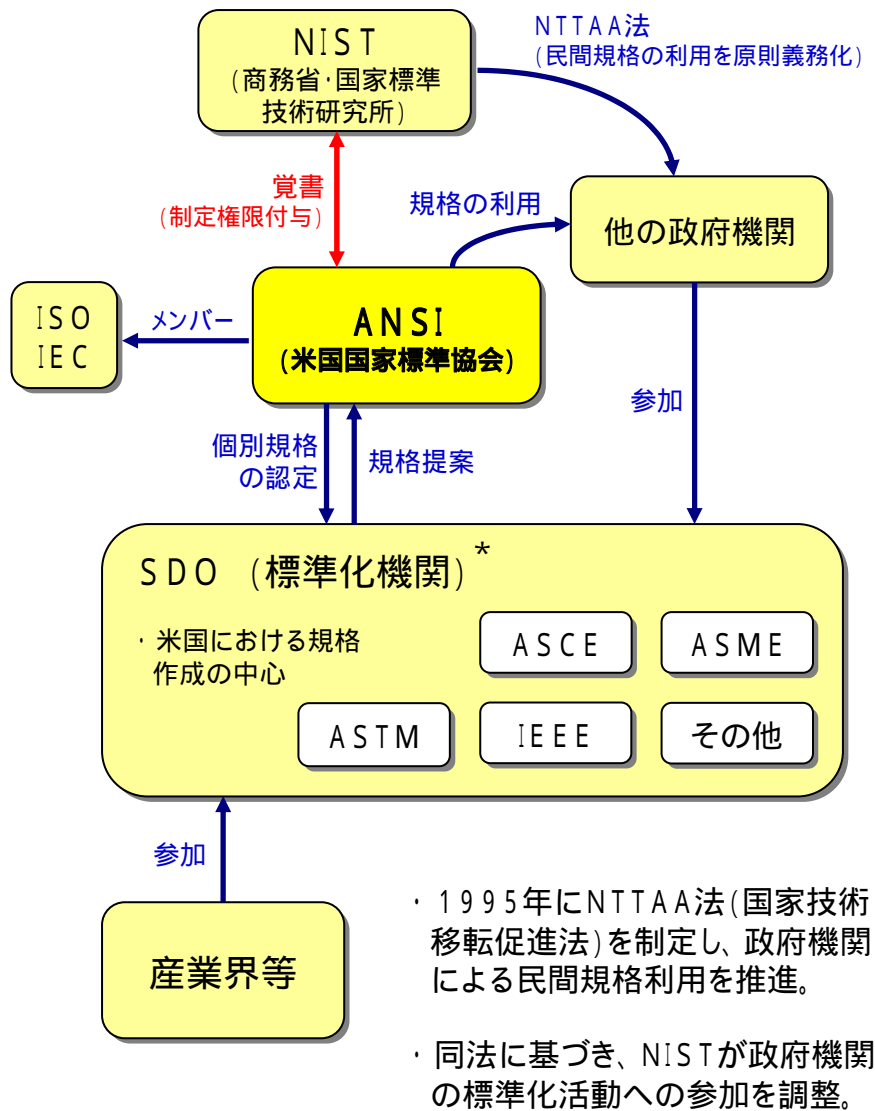 NIST
(商務省・国家標準
技術研究所)
NTTAA法
(民間規格の利用を原則義務化)
覚書
(制定権限付与)
規格の利用
他の政府機関
ISO
IEC
メンバー
ANSI
(米国国家標準協会)
参加
個別規格
の認定
規格提案
SDO (標準化機関)*
・米国における規格
作成の中心
ASCE
ASME
ASTM
IEEE
その他
参加
産業界等
・1995年にNTTAA法(国家技術
移転促進法)を制定し、政府機関
による民間規格利用を推進。
・同法に基づき、NISTが政府機関
の標準化活動への参加を調整。